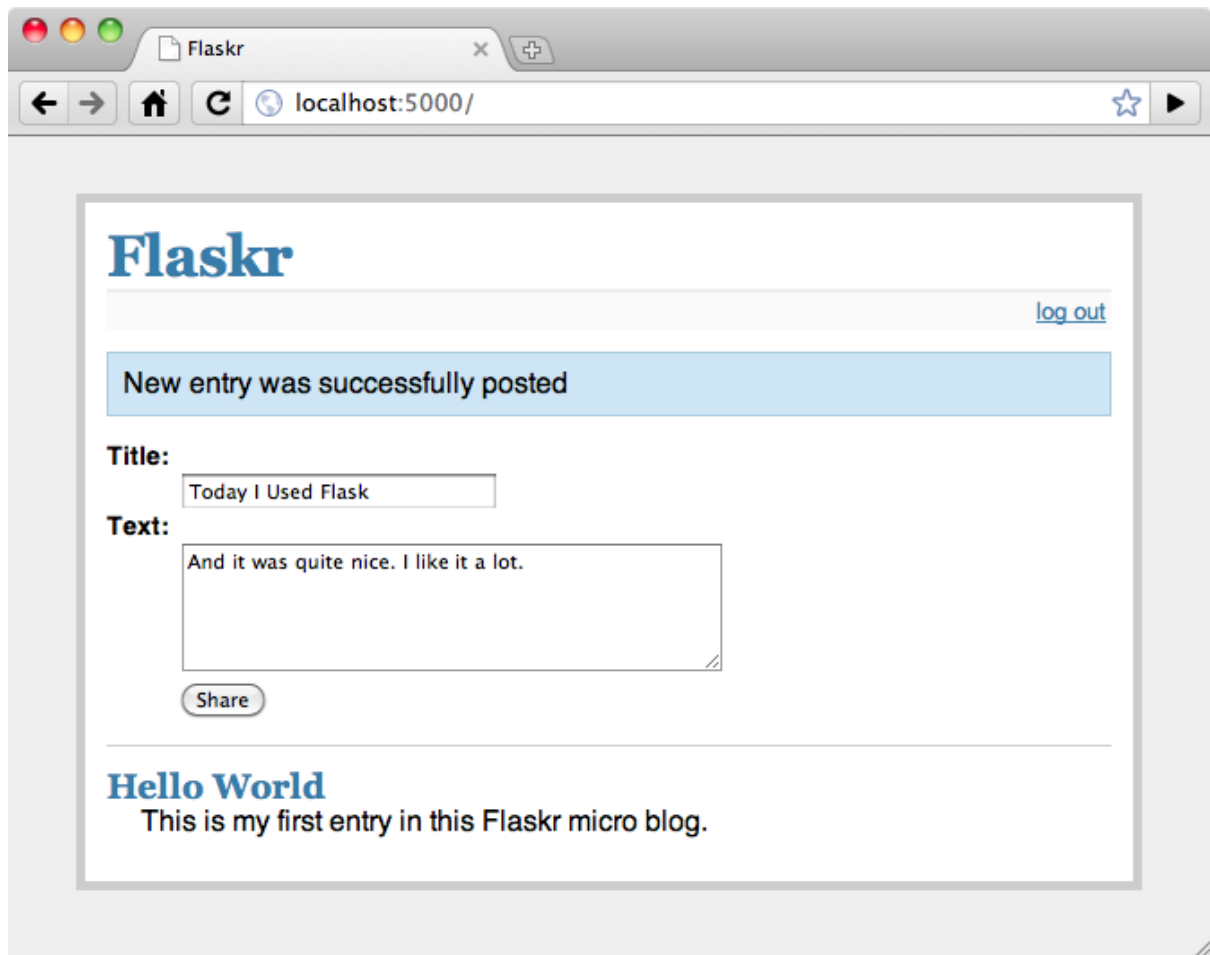 Flaskr
localhost:5000/
Flaskr
log out
New entry was successfully posted
Title:
Today I Used Flask
Text:
And it was quite nice. I like it a lot.
Share
Hello World
This is my first entry in this Flaskr micro blog.